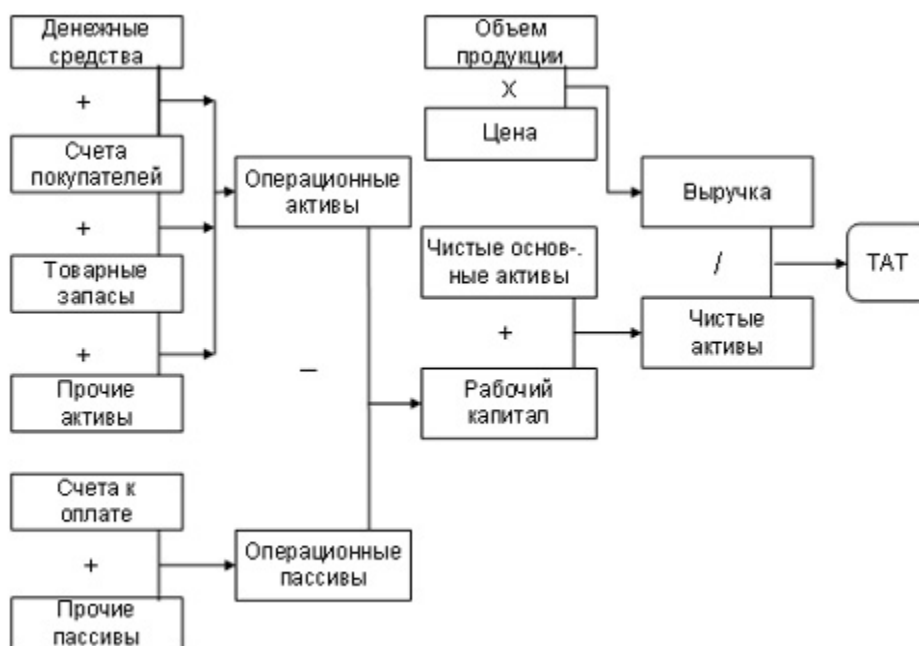 Денежные
средства
+
Счета
покупателей
+
Товарные
запасы
+
Прочие
активы
Счета к
оплате
+
Прочие
пассивы
Операционные
активы
–
Операционные
пассивы
Объем
продукции
X
Цена
Чистые основ-.
ные активы
+
Рабочий
капитал
Выручка
/
Чистые
активы
ТАТ